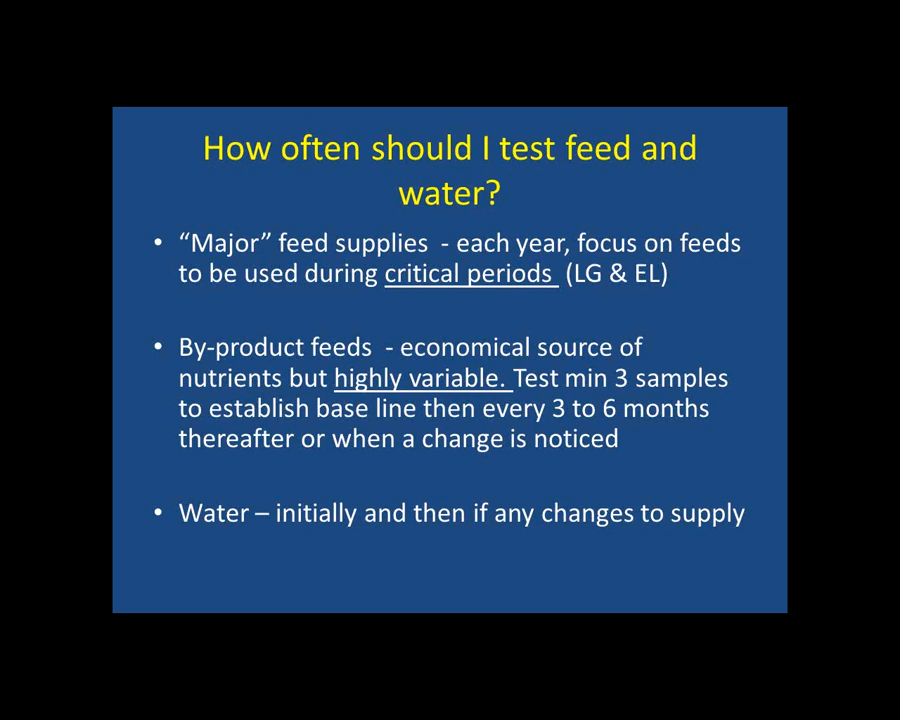 How often should I test feed and
water?
• “Major” feed supplies - each year, focus on feeds
to be used during critical periods (LG & EL)
• By-product feeds - economical source of
nutrients but highly variable. Test min 3 samples
to establish base line then every 3 to 6 months
thereafter or when a change is noticed
• Water – initially and then if any changes to supply